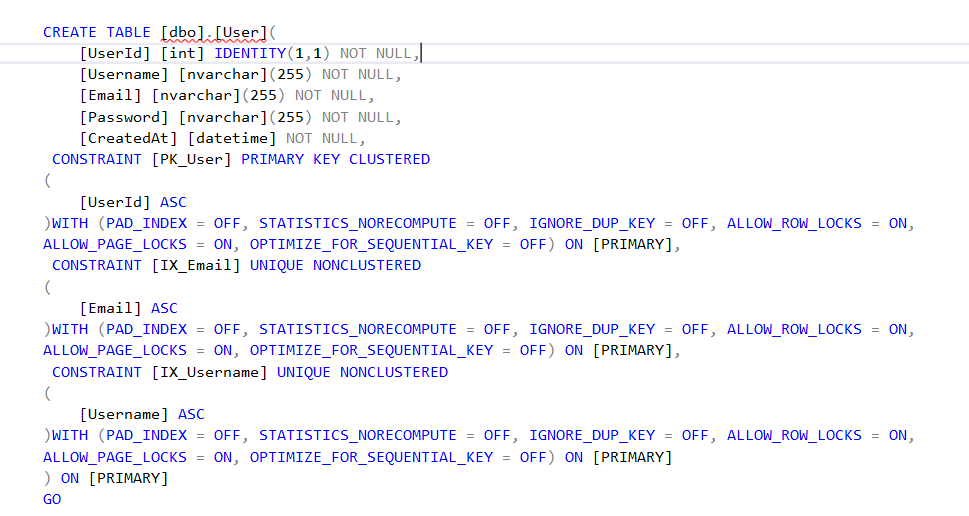 CREATE TABLE [dbo].[User](
    [UserId] [int] IDENTITY(1,1) NOT NULL,
    [Username] [nvarchar](255) NOT NULL,
    [Email] [nvarchar](255) NOT NULL,
    [Password] [nvarchar](255) NOT NULL,
    [CreatedAt] [datetime] NOT NULL,
 CONSTRAINT [PK_User] PRIMARY KEY CLUSTERED
(
    [UserId] ASC
)WITH (PAD_INDEX = OFF, STATISTICS_NORECOMPUTE = OFF, IGNORE_DUP_KEY = OFF, ALLOW_ROW_LOCKS = ON,
ALLOW_PAGE_LOCKS = ON, OPTIMIZE_FOR_SEQUENTIAL_KEY = OFF) ON [PRIMARY],
 CONSTRAINT [IX_Email] UNIQUE NONCLUSTERED
(
    [Email] ASC
)WITH (PAD_INDEX = OFF, STATISTICS_NORECOMPUTE = OFF, IGNORE_DUP_KEY = OFF, ALLOW_ROW_LOCKS = ON,
ALLOW_PAGE_LOCKS = ON, OPTIMIZE_FOR_SEQUENTIAL_KEY = OFF) ON [PRIMARY],
 CONSTRAINT [IX_Username] UNIQUE NONCLUSTERED
(
    [Username] ASC
)WITH (PAD_INDEX = OFF, STATISTICS_NORECOMPUTE = OFF, IGNORE_DUP_KEY = OFF, ALLOW_ROW_LOCKS = ON,
ALLOW_PAGE_LOCKS = ON, OPTIMIZE_FOR_SEQUENTIAL_KEY = OFF) ON [PRIMARY]
) ON [PRIMARY]
GO